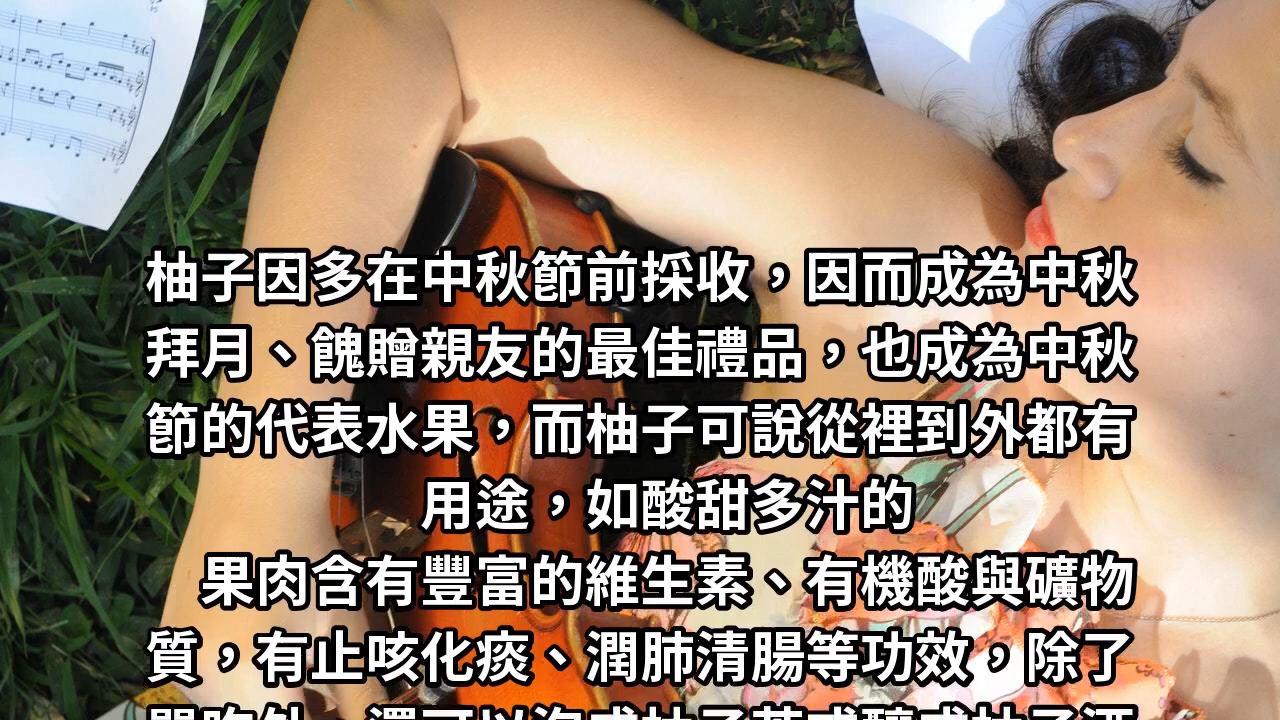 柚子因多在中秋節前採收，因而成為中秋
拜月、餽贈親友的最佳禮品，也成為中秋
節的代表水果，而柚子可說從裡到外都有
用途，如酸甜多汁的
果肉含有豐富的維生素、有機酸與礦物
質，有止咳化痰、潤肺清腸等功效，除了